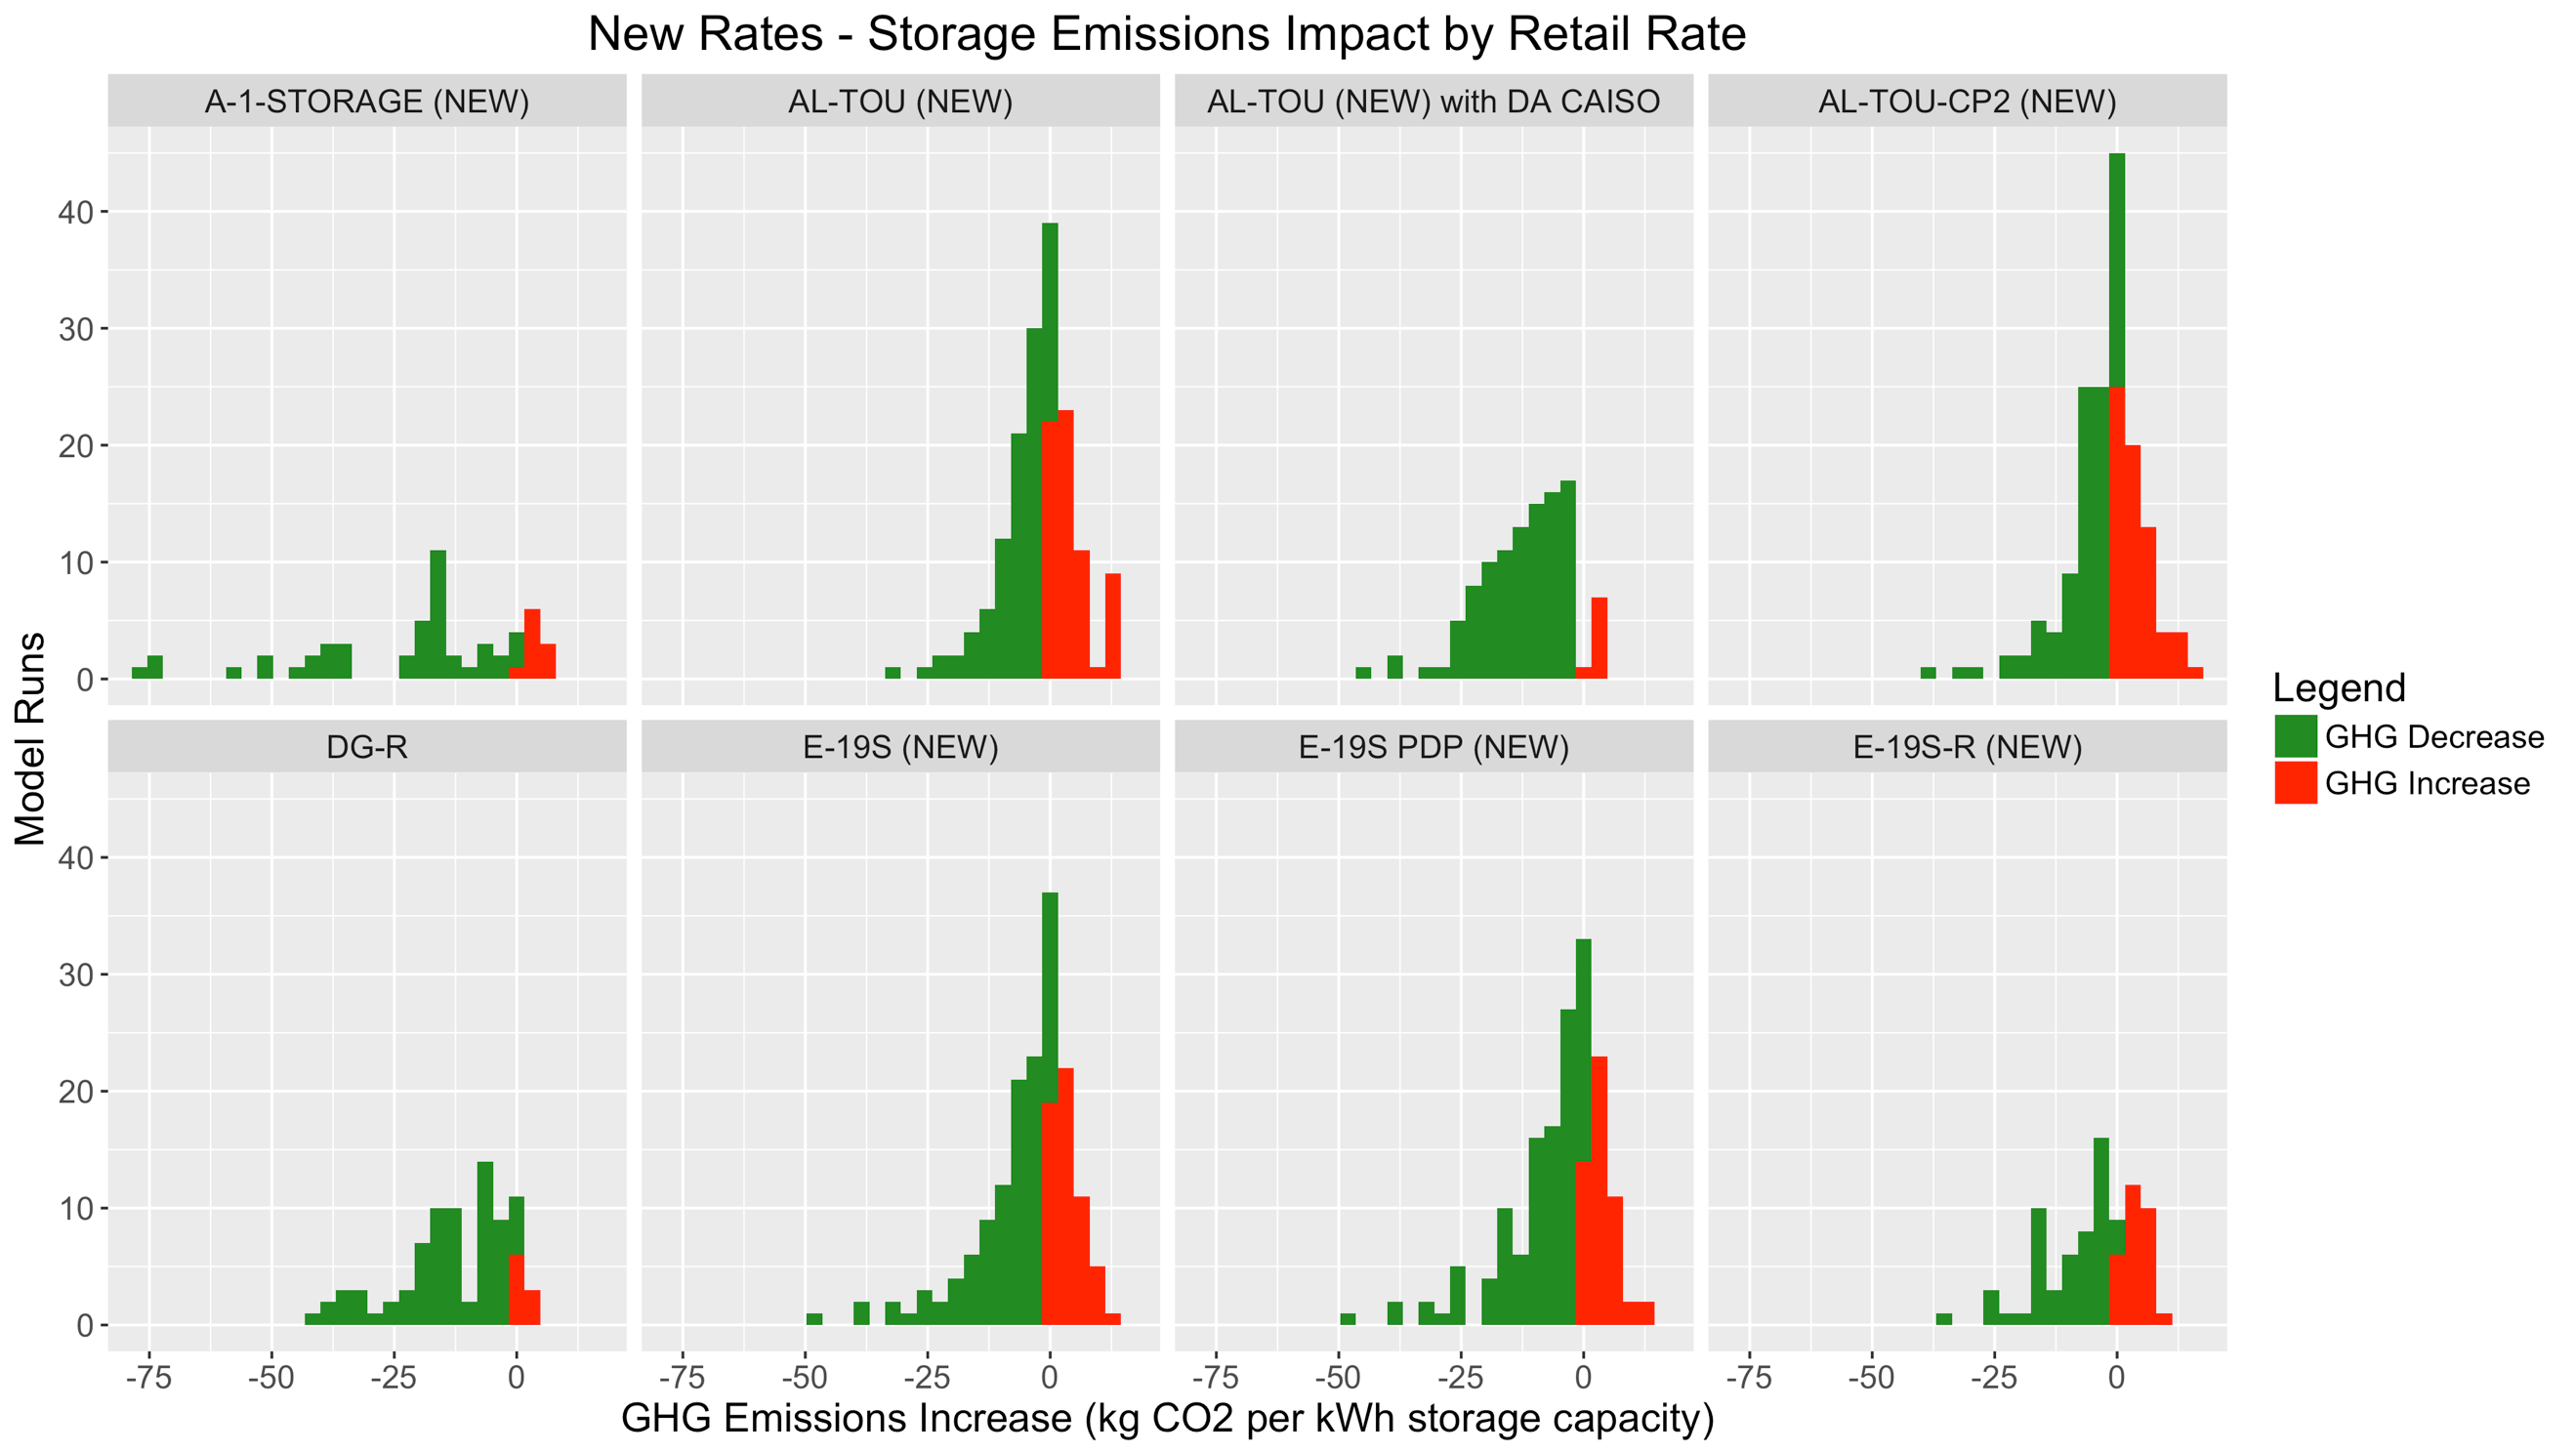 New Rates - Storage Emissions Impact by Retail Rate
A-1-STORAGE (NEW)
AL-TOU (NEW)
AL-TOU (NEW) with DA CAISO
AL-TOU-CP2 (NEW)
40
30
20
10
0
DG-R
E-19S (NEW)
E-19S PDP (NEW)
E-19S-R (NEW)
40
30
20
10
0
Model Runs
-75 -50 -25 0
-75 -50 -25 0
-75 -50 -25 0
-75 -50 -25 0
GHG Emissions Increase (kg CO2 per kWh storage capacity)
Legend
GHG Decrease
GHG Increase